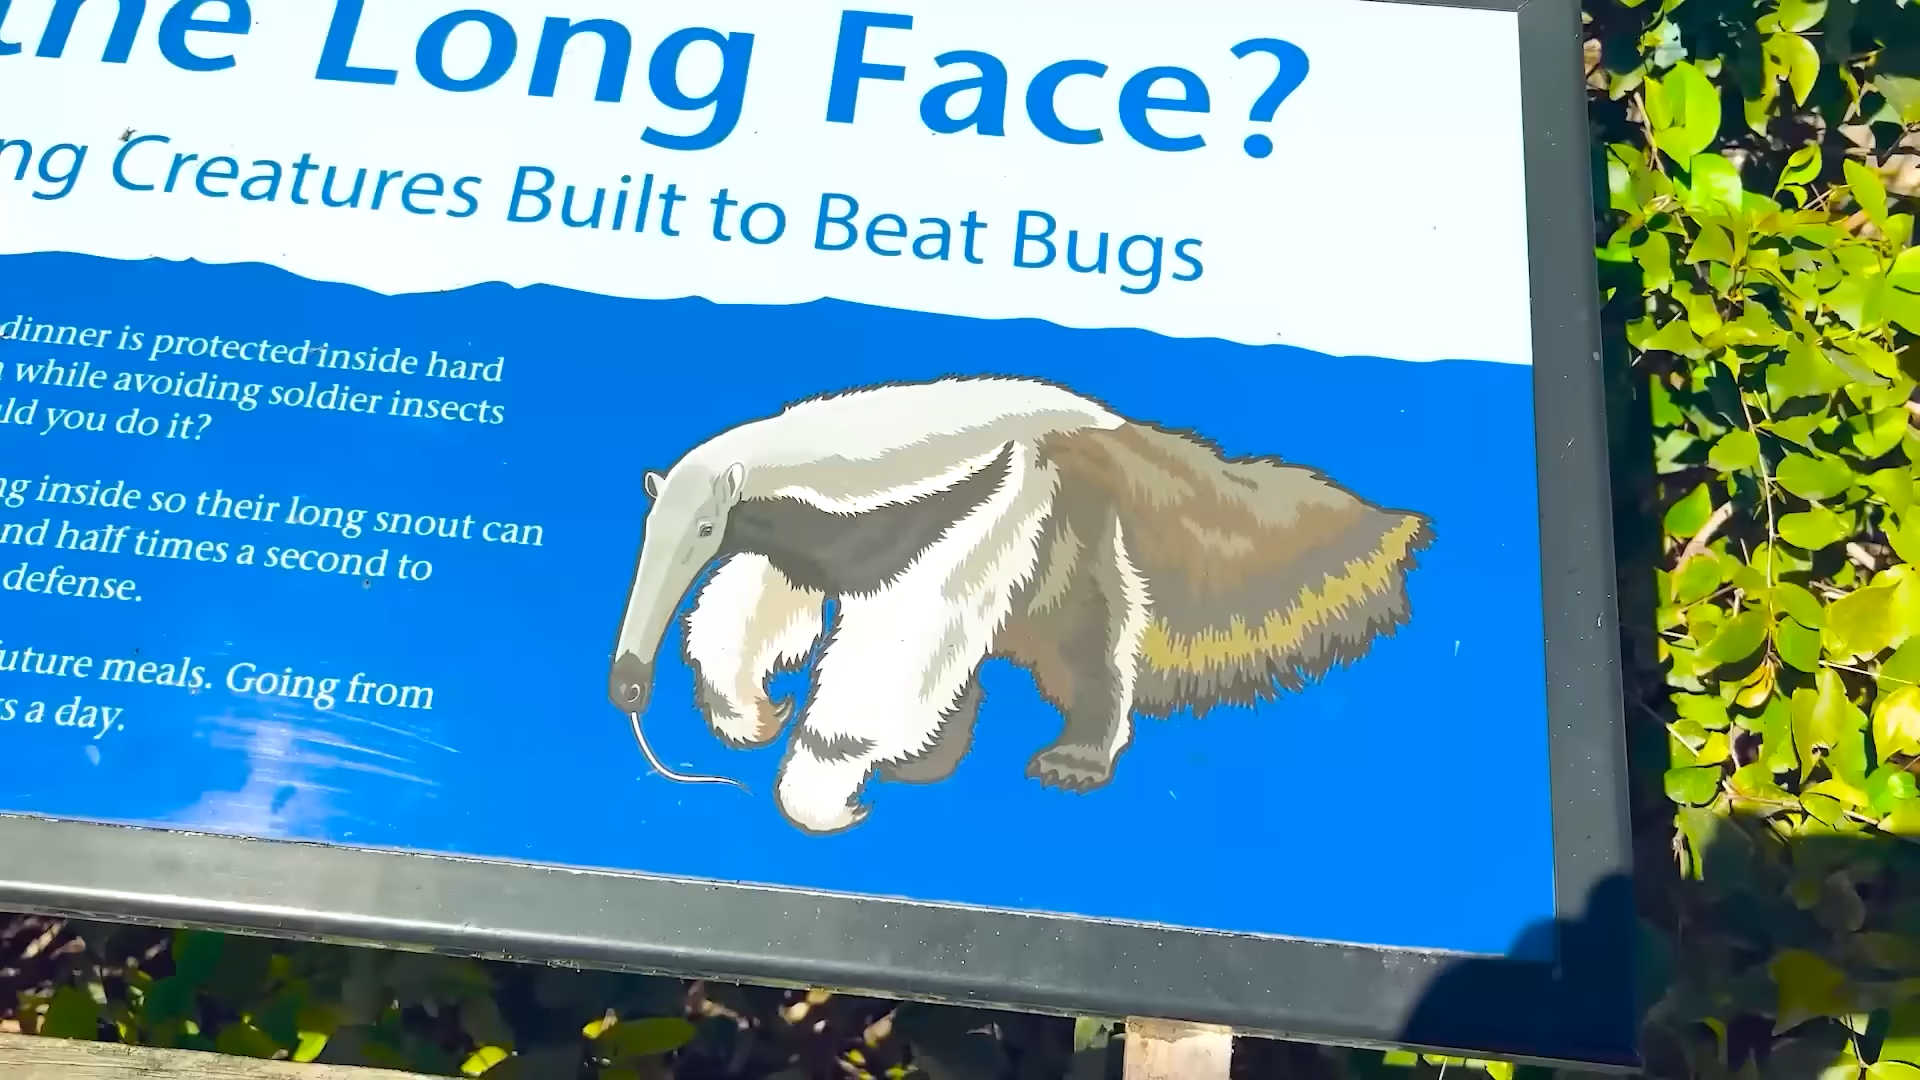 the Long Face?
ng Creatures Built to Beat Bugs
dinner is protected inside hard
while avoiding soldier insects
ld you do it?
ng inside so their long snout can
nd half times a second to
defense.
uture meals. Going from
s a day.